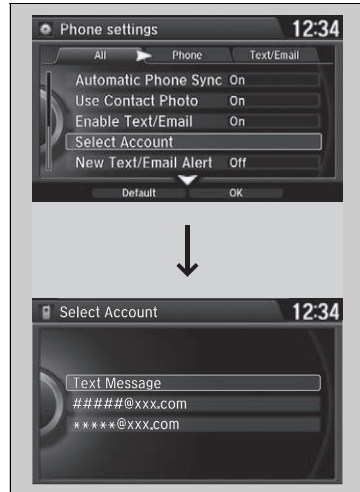 Phone settings 12:34
All Phone Text/Email
Automatic Phone Sync On
Use Contact Photo On
Enable Text/Email On
Select Account
New Text/Email Alert Off
Default OK
Select Account 12:34
Text Message
#####@xxx.com
*****@xxx.com